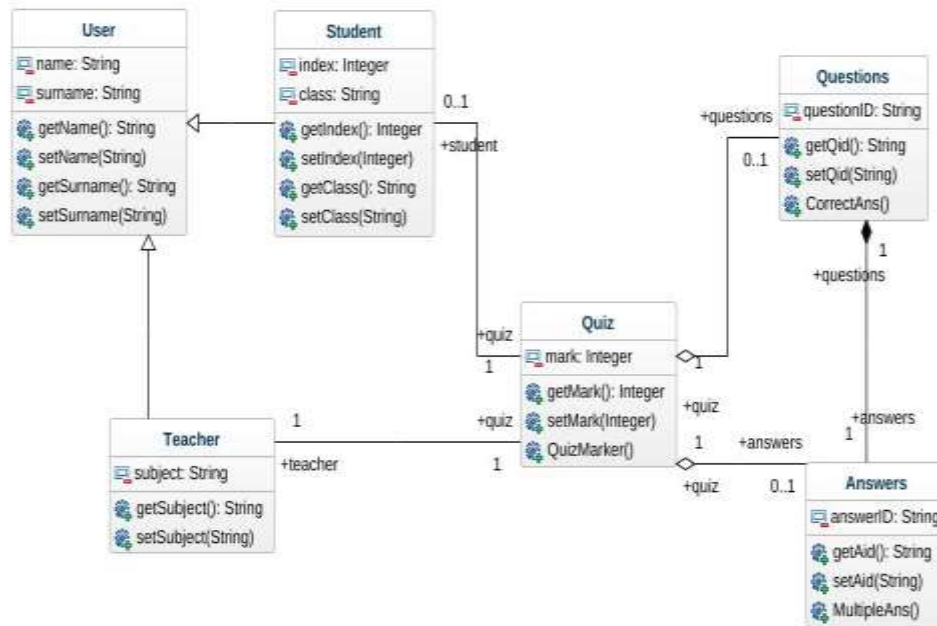 User
name: String
surname: String
getName(): String
setName(String)
getSurname(): String
setSurname(String)
Student
index: Integer
class: String
getIndex(): Integer
setIndex(Integer)
getClass(): String
setClass(String)
0..1
+student
+questions
0..1
Questions
questionID: String
getQid(): String
setQid(String)
CorrectAns()
1
+questions
+quiz
1
Quiz
mark: Integer
getMark(): Integer
setMark(Integer)
QuizMarker()
1
+quiz
1
+answers
+quiz
0..1
+answers
1
1
+teacher
+quiz
1
Teacher
subject: String
getSubject(): String
setSubject(String)
Answers
answerID: String
getAid(): String
setAid(String)
MultipleAns()